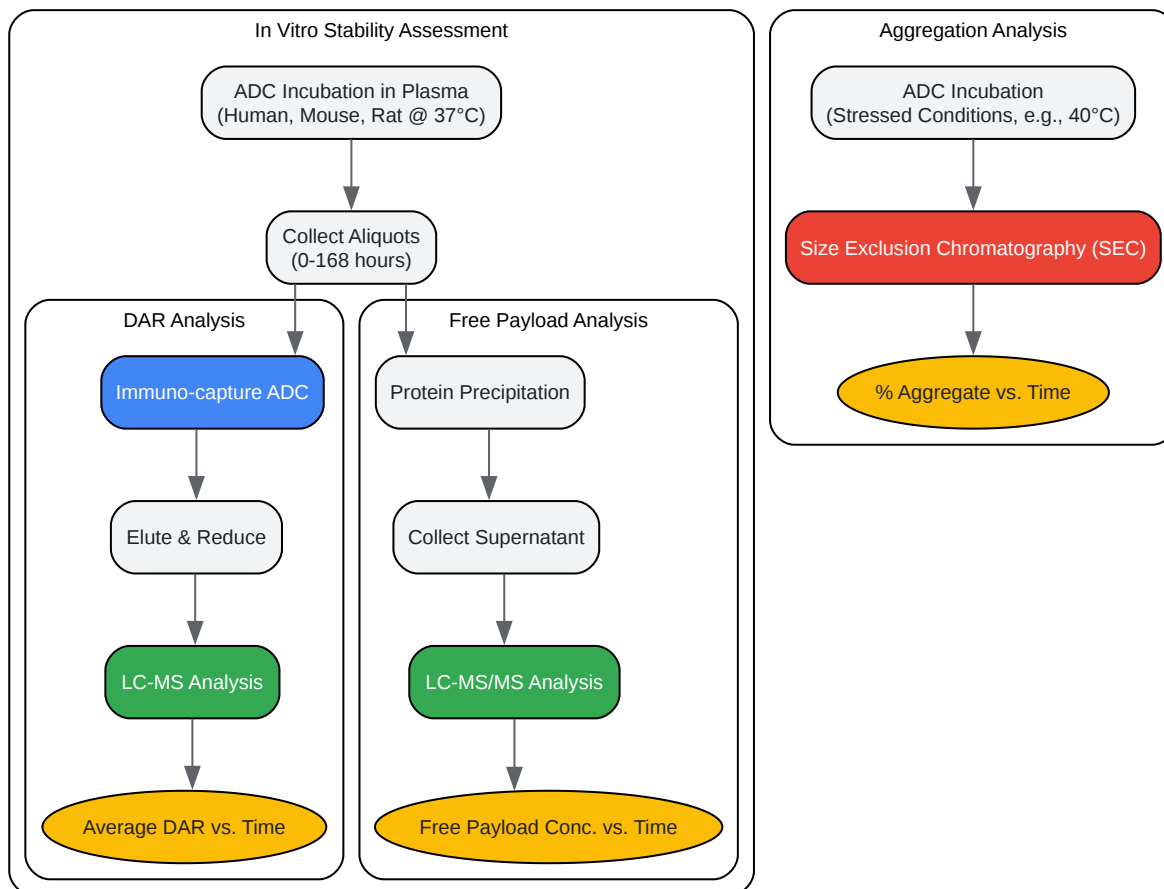 In Vitro Stability Assessment
ADC Incubation in Plasma
(Human, Mouse, Rat @ 37°C)
Collect Aliquots
(0-168 hours)
DAR Analysis
Immuno-capture ADC
Elute & Reduce
LC-MS Analysis
Average DAR vs. Time
Free Payload Analysis
Protein Precipitation
Collect Supernatant
LC-MS/MS Analysis
Free Payload Conc. vs. Time
Aggregation Analysis
ADC Incubation
(Stressed Conditions, e.g., 40°C)
Size Exclusion Chromatography (SEC)
% Aggregate vs. Time